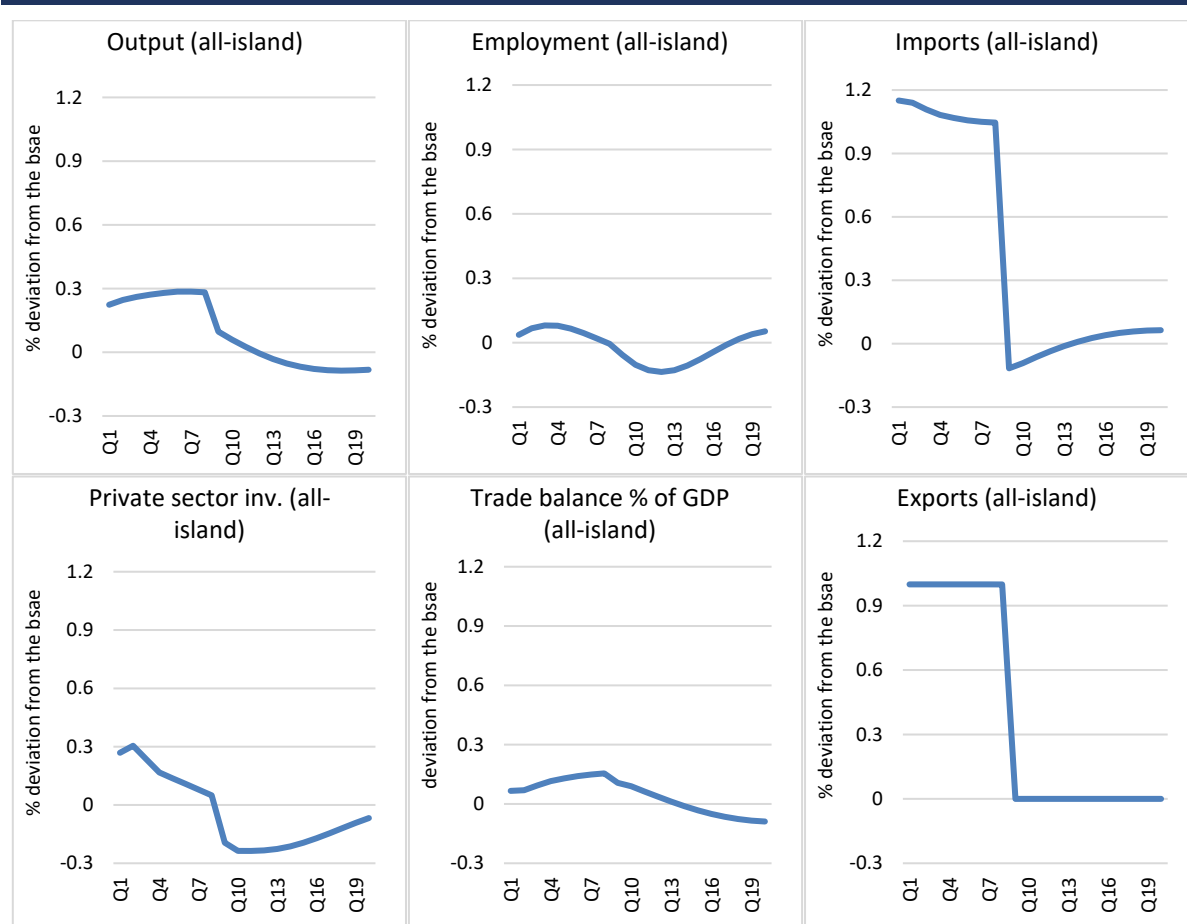 Output (all-island)
% deviation from the bsae
1.2
0.9
0.6
0.3
0
-0.3
Q1
Q4
Q7
Q10
Q13
Q16
Q19
Employment (all-island)
% deviation from the bsae
1.2
0.9
0.6
0.3
0
-0.3
Q1
Q4
Q7
Q10
Q13
Q16
Q19
Imports (all-island)
% deviation from the bsae
1.2
0.9
0.6
0.3
0
-0.3
Q1
Q4
Q7
Q10
Q13
Q16
Q19
Private sector inv. (all-
island)
% deviation from the bsae
1.2
0.9
0.6
0.3
0
-0.3
Q1
Q4
Q7
Q10
Q13
Q16
Q19
Trade balance % of GDP
(all-island)
deviation from the bsae
1.2
0.9
0.6
0.3
0
-0.3
Q1
Q4
Q7
Q10
Q13
Q16
Q19
Exports (all-island)
% deviation from the bsae
1.2
0.9
0.6
0.3
0
-0.3
Q1
Q4
Q7
Q10
Q13
Q16
Q19